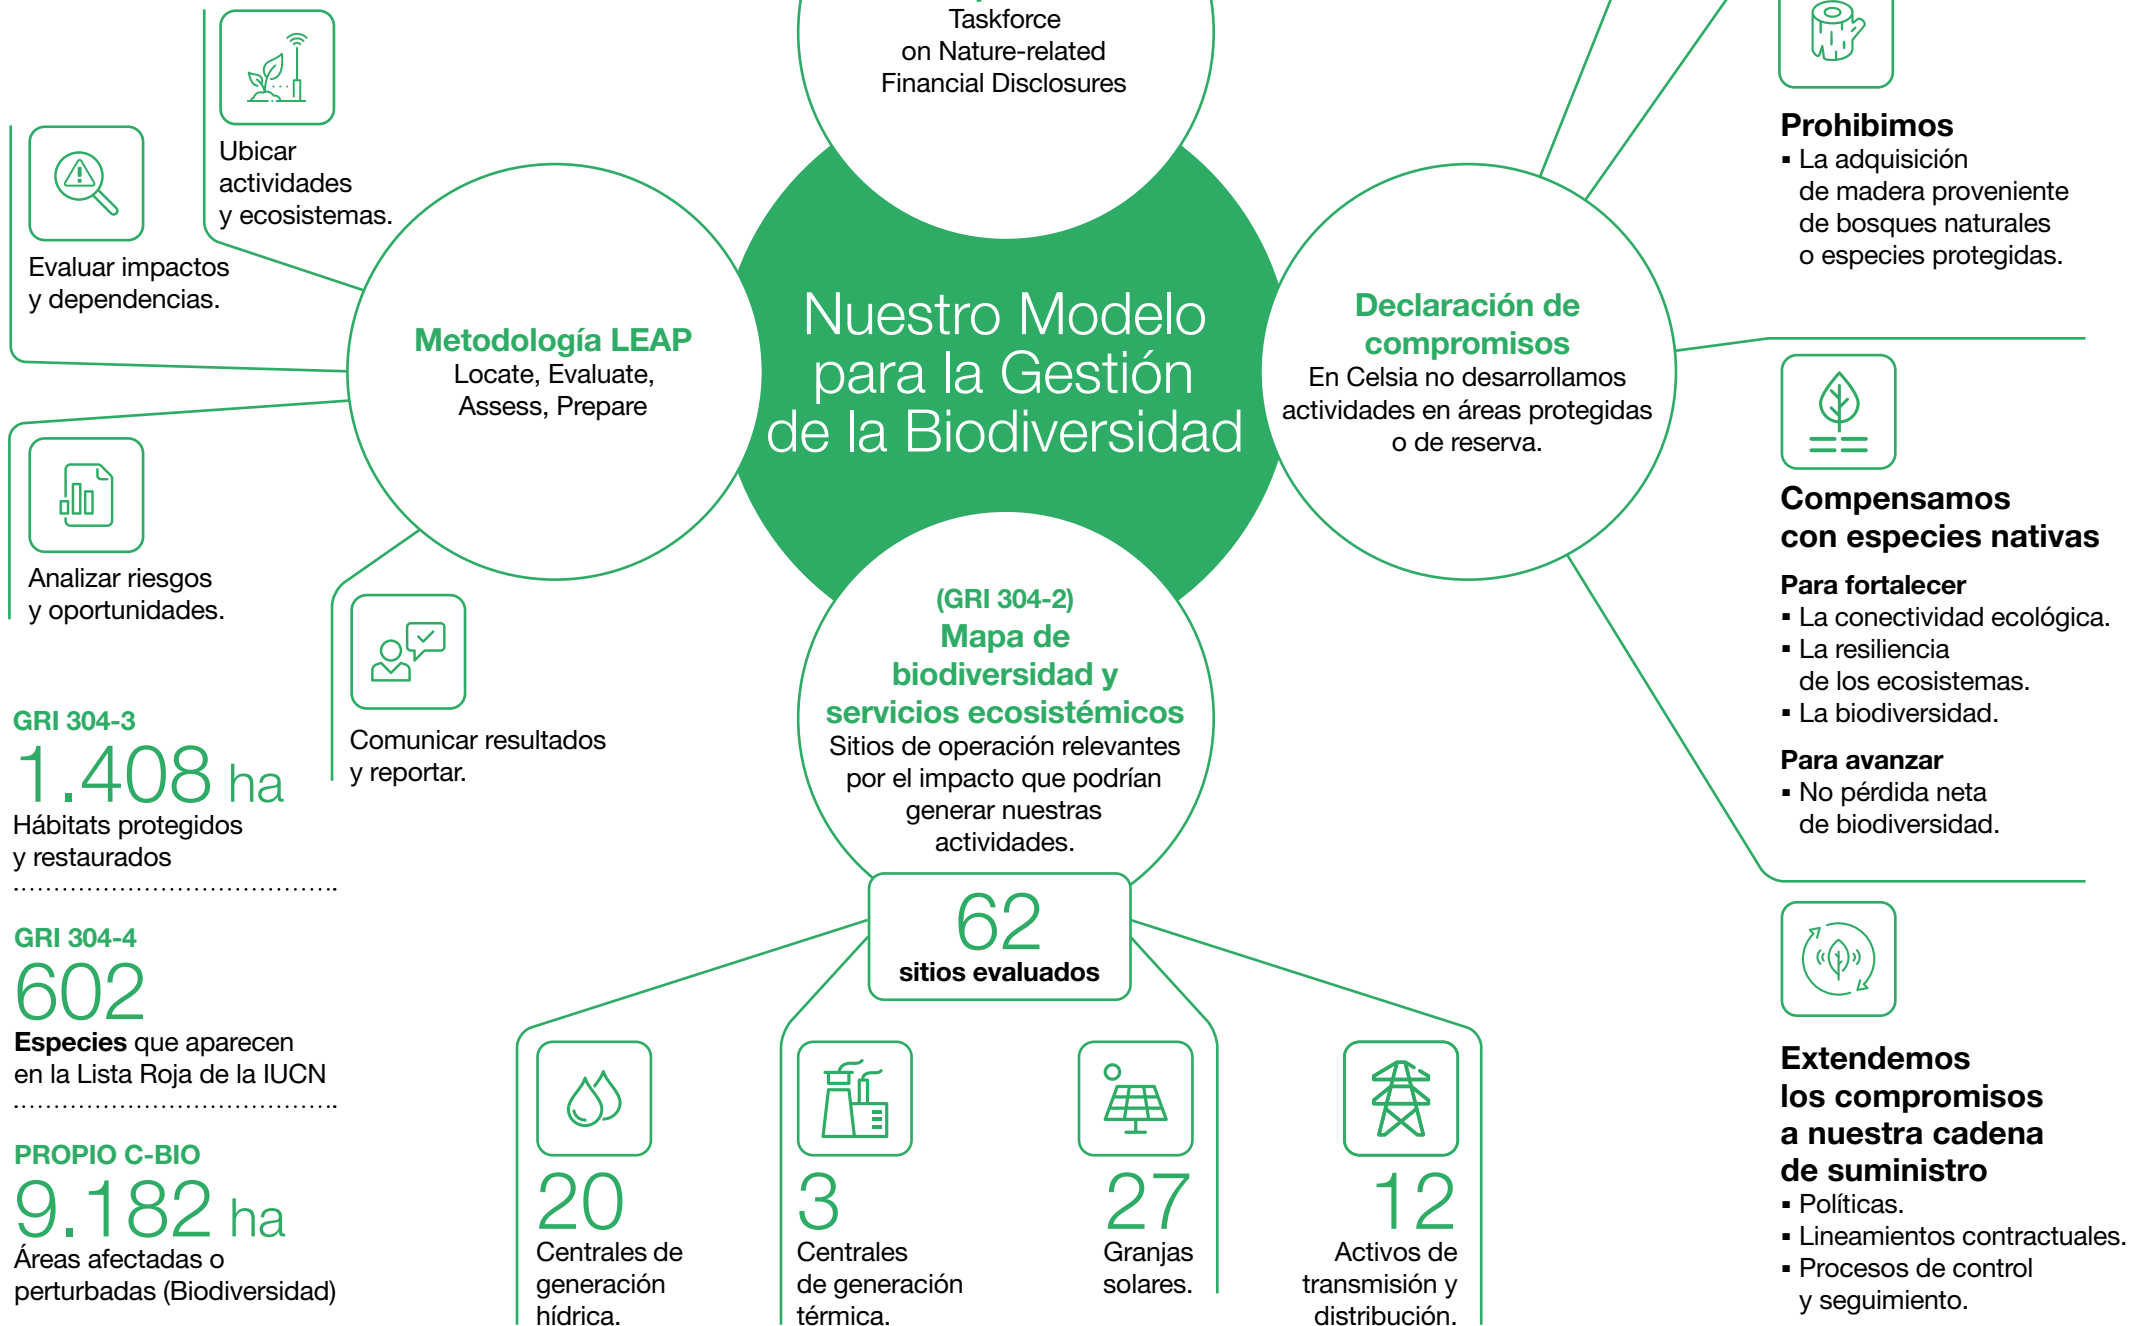 Taskforce
on Nature-related
Financial Disclosures
Ubicar
actividades
y ecosistemas.
Evaluar impactos
y dependencias.
Analizar riesgos
y oportunidades.
Comunicar resultados
y reportar.
Metodología LEAP
Locate, Evaluate,
Assess, Prepare
Nuestro Modelo
para la Gestión
de la Biodiversidad
Declaración de
compromisos
En Celsia no desarrollamos
actividades en áreas protegidas
o de reserva.
Prohibimos
▪ La adquisición
de madera proveniente
de bosques naturales
o especies protegidas.
Compensamos
con especies nativas
Para fortalecer
▪ La conectividad ecológica.
▪ La resiliencia
de los ecosistemas.
▪ La biodiversidad.
Para avanzar
▪ No pérdida neta
de biodiversidad.
Extendemos
los compromisos
a nuestra cadena
de suministro
▪ Políticas.
▪ Lineamientos contractuales.
▪ Procesos de control
y seguimiento.
(GRI 304-2)
Mapa de
biodiversidad y
servicios ecosistémicos
Sitios de operación relevantes
por el impacto que podrían
generar nuestras
actividades.
62
sitios evaluados
20
Centrales de
generación
hídrica.
3
Centrales
de generación
térmica.
27
Granjas
solares.
12
Activos de
transmisión y
distribución.
GRI 304-3
1.408 ha
Hábitats protegidos
y restaurados
GRI 304-4
602
Especies que aparecen
en la Lista Roja de la IUCN
PROPIO C-BIO
9.182 ha
Áreas afectadas o
perturbadas (Biodiversidad)